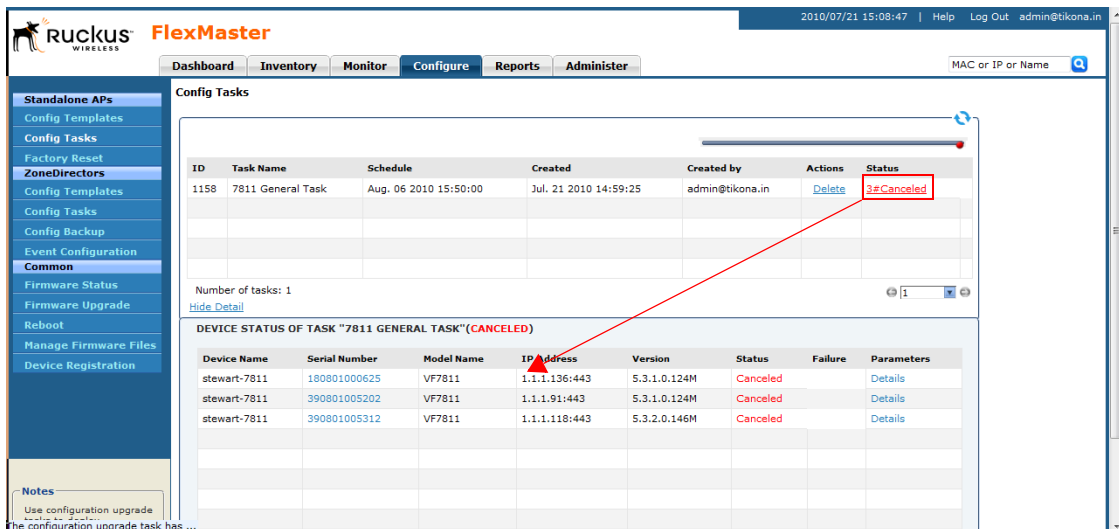 2010/07/21 15:08:47 | Help Log Out admin@tikona.in
RUCKUS WIRELESS FlexMaster
Dashboard Inventory Monitor Configure Reports Administer MAC or IP or Name
Standalone APs
Config Templates
Config Tasks
Factory Reset
ZoneDirectors
Config Templates
Config Tasks
Config Backup
Event Configuration
Common
Firmware Status
Firmware Upgrade
Reboot
Manage Firmware Files
Device Registration
Notes
Use configuration upgrade
The configuration upgrade task has ...
Config Tasks
ID Task Name Schedule Created Created by Actions Status
1158 7811 General Task Aug. 06 2010 15:50:00 Jul. 21 2010 14:59:25 admin@tikona.in Delete 3#Canceled
Number of tasks: 1 1
Hide Detail
DEVICE STATUS OF TASK "7811 GENERAL TASK"(CANCELED)
Device Name Serial Number Model Name IP Address Version Status Failure Parameters
stewart-7811 180801000625 VF7811 1.1.1.136:443 5.3.1.0.124M Canceled Details
stewart-7811 390801005202 VF7811 1.1.1.91:443 5.3.1.0.124M Canceled Details
stewart-7811 390801005312 VF7811 1.1.1.118:443 5.3.2.0.146M Canceled Details